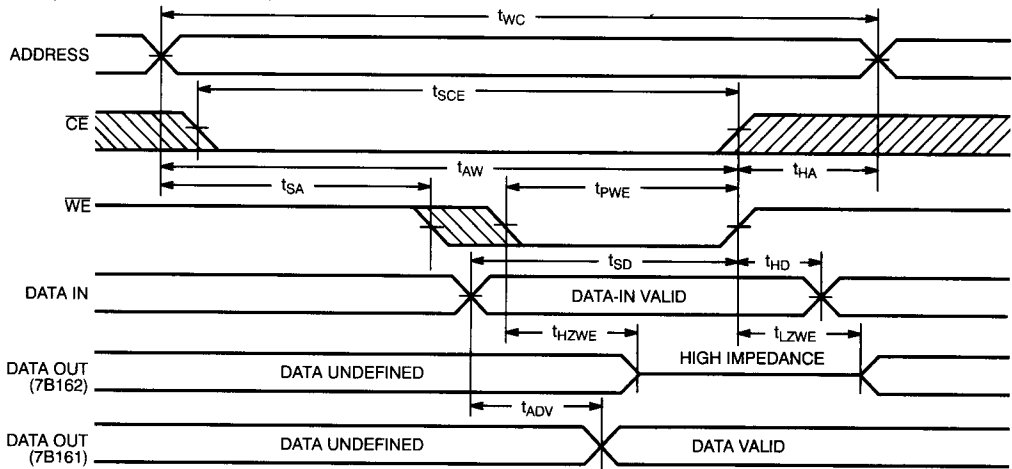 tWC
ADDRESS
tSCE
CE
tAW
tHA
tSA
tPWE
WE
tSD
tHD
DATA IN
DATA-IN VALID
tHZWE
tLZWE
HIGH IMPEDANCE
DATA OUT
(7B162)
DATA UNDEFINED
tADV
DATA OUT
(7B161)
DATA UNDEFINED
DATA VALID